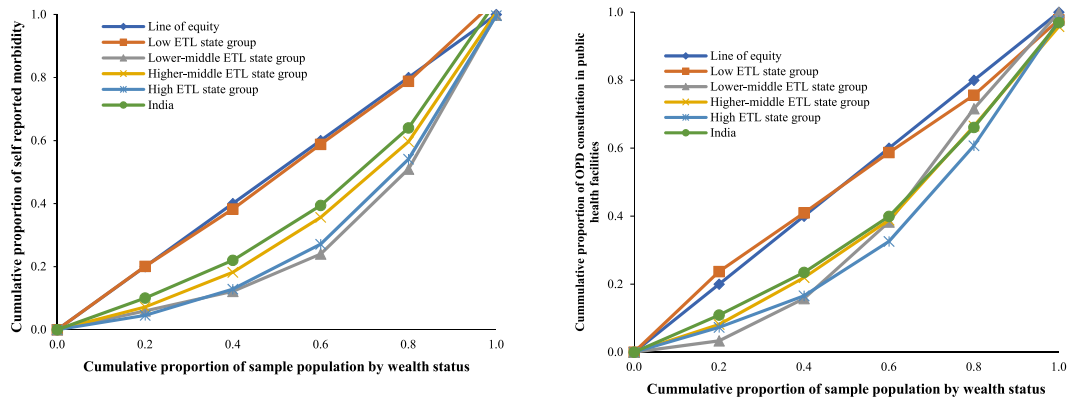 Cumulative proportion of self reported morbidity
1.0
0.8
0.6
0.4
0.2
0.0
Line of equity
Low ETL state group
Lower-middle ETL state group
Higher-middle ETL state group
High ETL state group
India
0.0 0.2 0.4 0.6 0.8 1.0
Cumulative proportion of sample population by wealth status
Cummulative proportion of OPD consultation in public
health facilities
1.0
0.8
0.6
0.4
0.2
0.0
Line of equity
Low ETL state group
Lower-middle ETL state group
Higher-middle ETL state group
High ETL state group
India
0.0 0.2 0.4 0.6 0.8 1.0
Cummulative proportion of sample population by wealth status